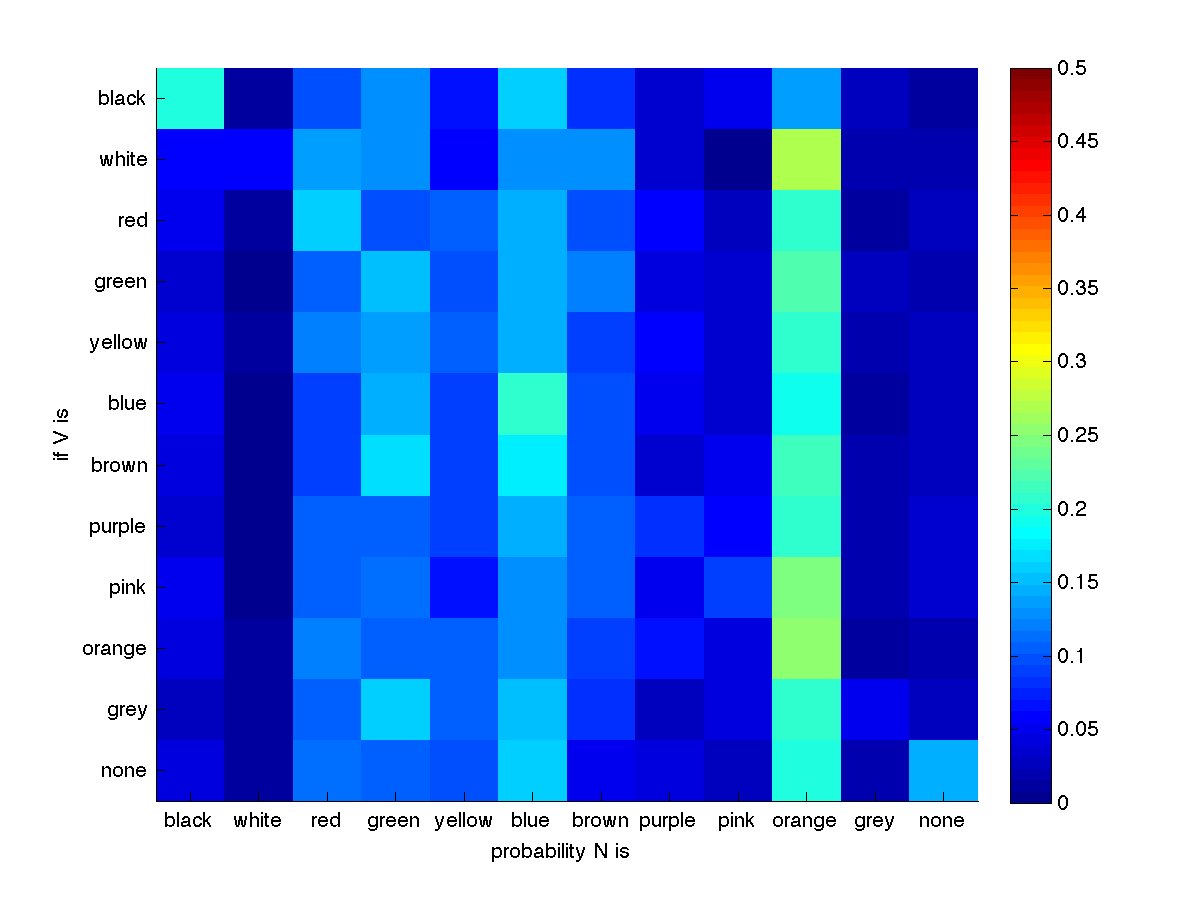 black
white
red
green
yellow
blue
brown
purple
pink
orange
grey
none
if V is
black white red green yellow blue brown purple pink orange grey none
probability N is
0.5
0.45
0.4
0.35
0.3
0.25
0.2
0.15
0.1
0.05
0